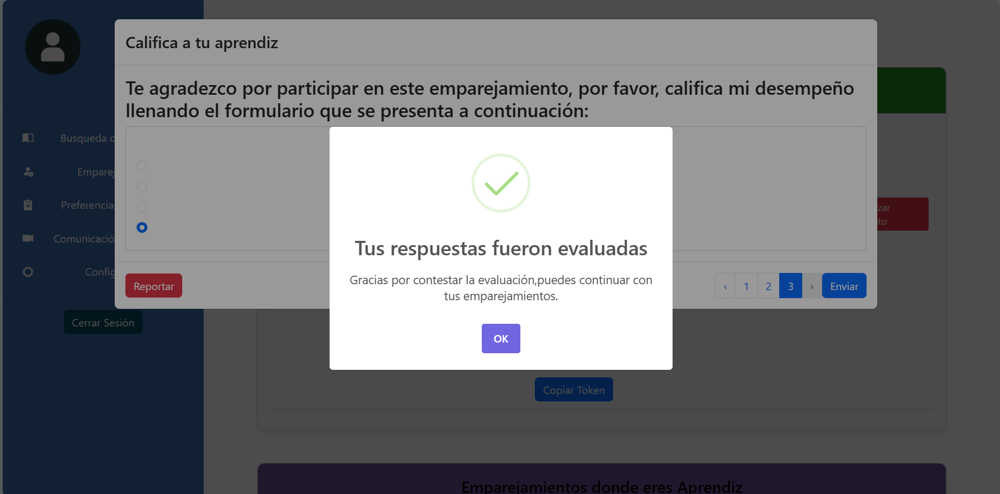 Califica a tu aprendiz
Te agradezco por participar en este emparejamiento, por favor, califica mi desempeño
llenando el formulario que se presenta a continuación:
Busqueda
Preferencias
Comunicació
Config
Cerrar Sesión
Tus respuestas fueron evaluadas
Gracias por contestar la evaluación,puedes continuar con
tus emparejamientos.
OK
Reportar
‹ 1 2 3 › Enviar
zar
to
Copiar Token
Emparejamientos donde eres Aprendiz